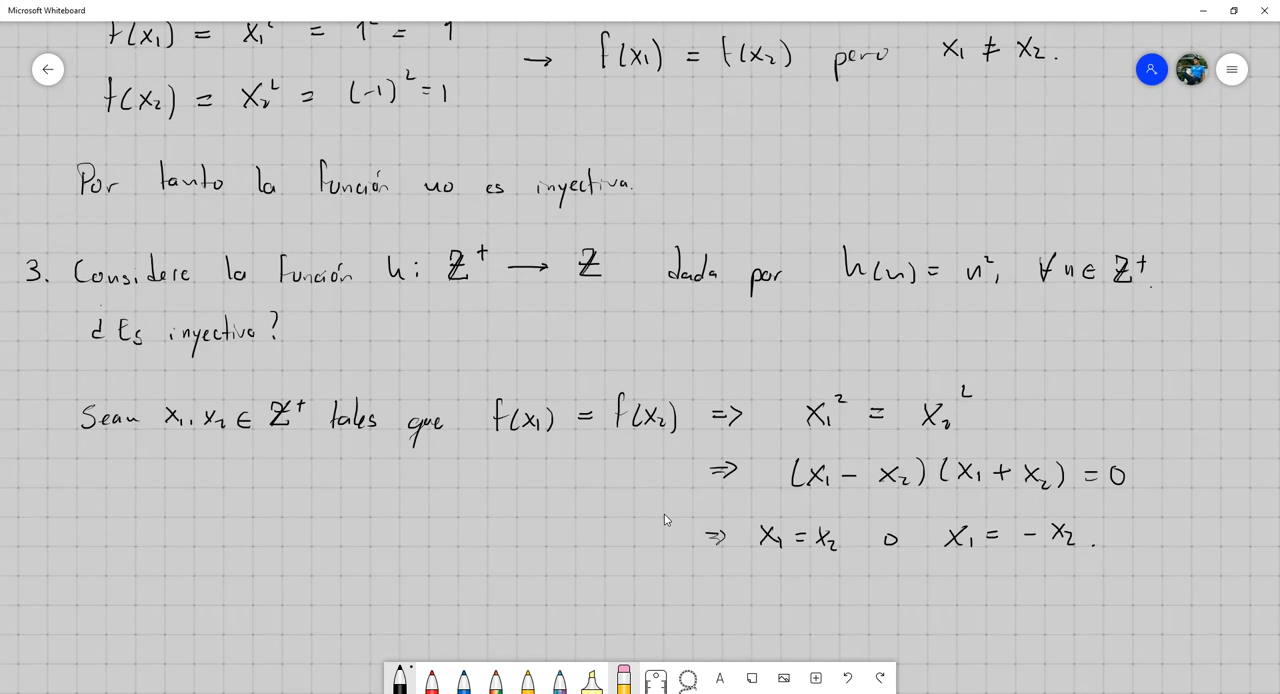 Microsoft Whiteboard
f(x₁) = x₁² = 1² = 1
→ f(x₁) = f(x₂) pero x₁ ≠ x₂.
f(x₂) = x₂² = (-1)² = 1
Por tanto la función no es inyectiva.
3. Considere la función h: ℤ⁺ → ℤ dada por h(n) = n², ∀ n ∈ ℤ⁺.
¿Es inyectiva?
Sean x₁, x₂ ∈ ℤ⁺ tales que f(x₁) = f(x₂) => x₁² = x₂²
=> (x₁ - x₂)(x₁ + x₂) = 0
=> x₁ = x₂ o x₁ = - x₂.